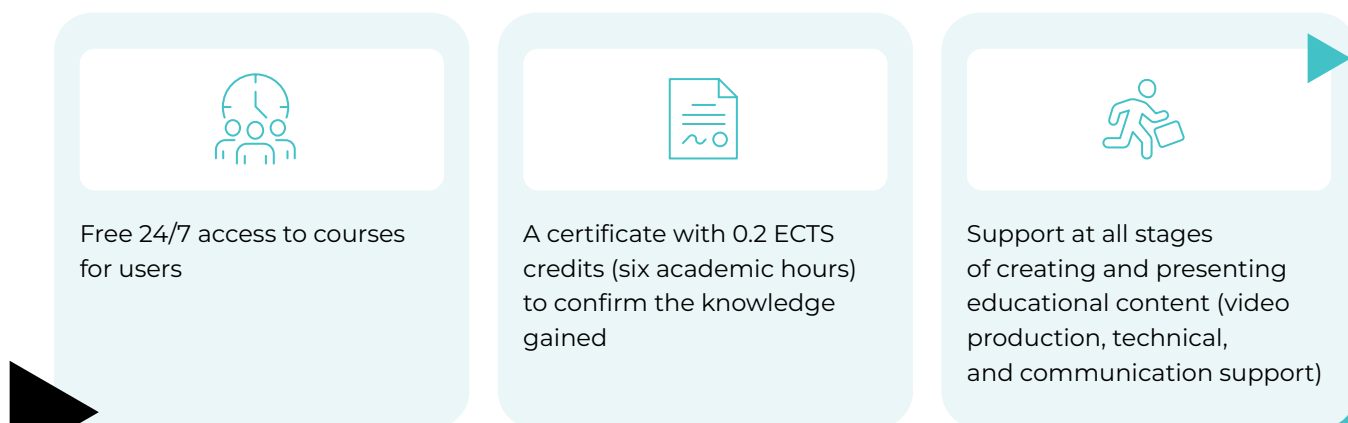 Free 24/7 access to courses
for users
A certificate with 0.2 ECTS
credits (six academic hours)
to confirm the knowledge
gained
Support at all stages
of creating and presenting
educational content (video
production, technical,
and communication support)